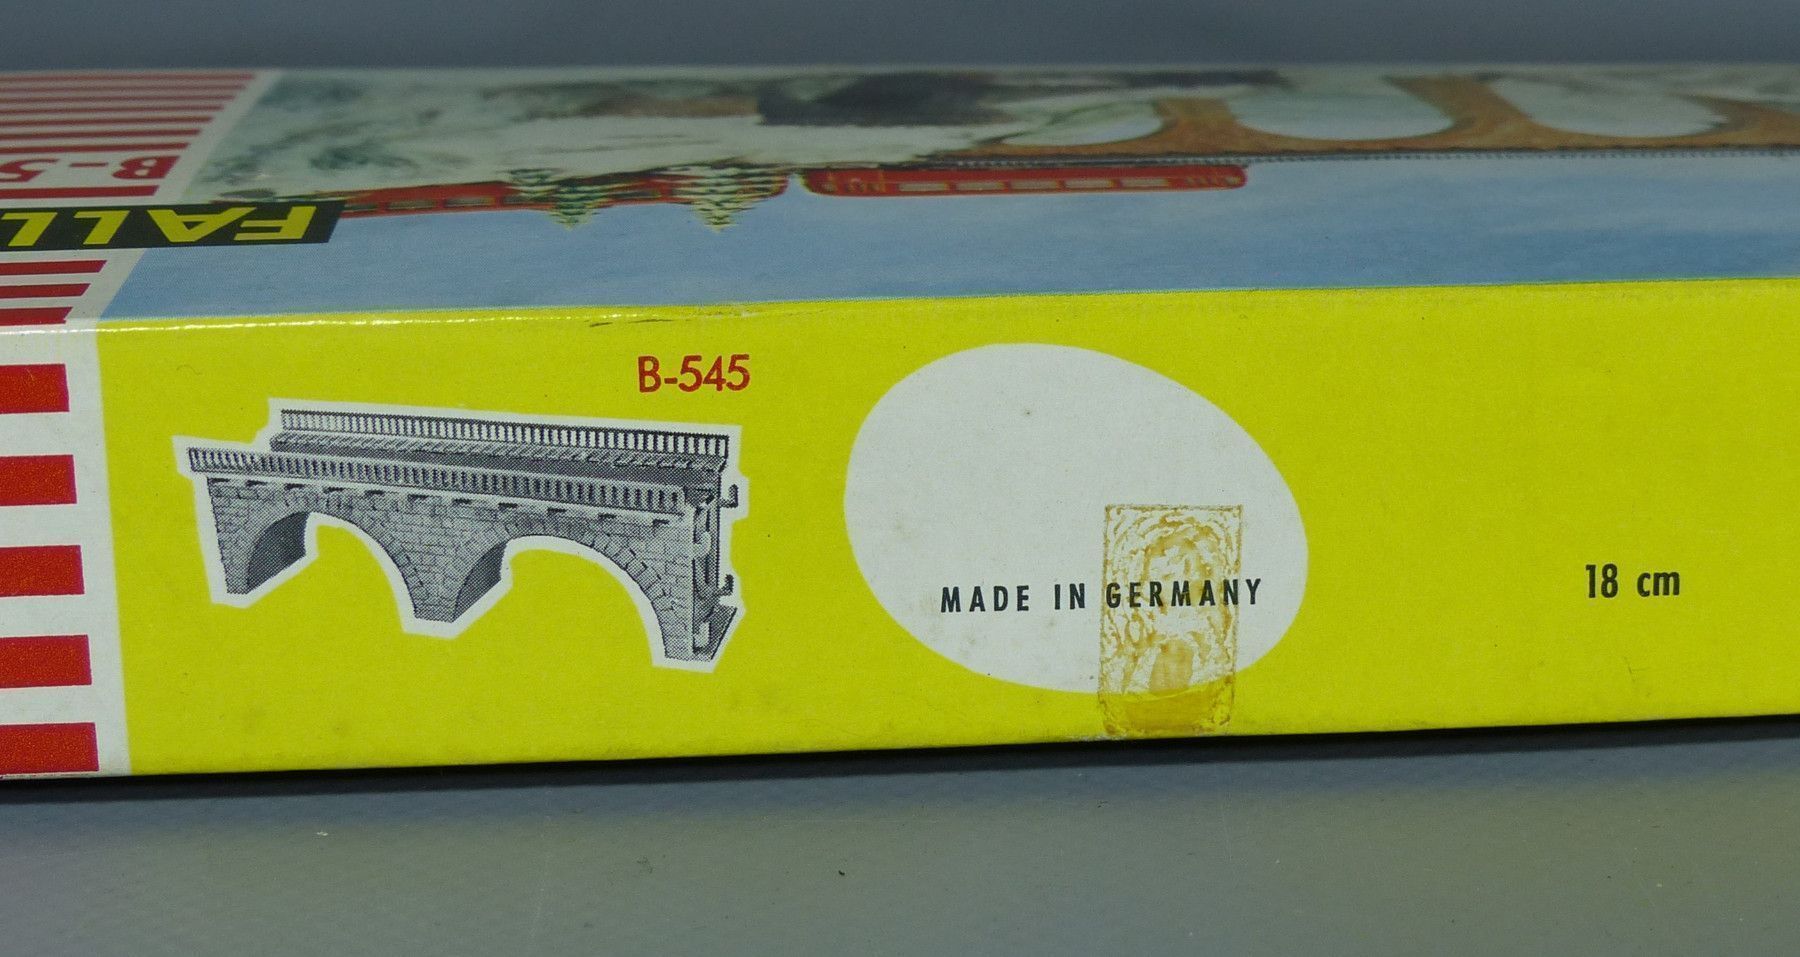 B-5
FALL
B-545
MADE IN GERMANY
18 cm